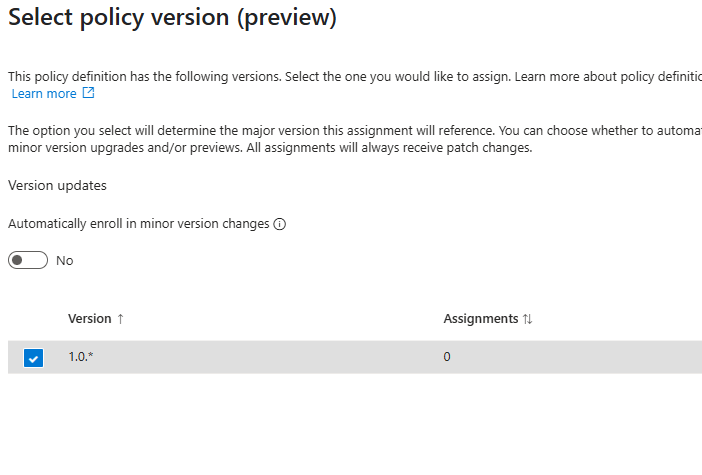 Select policy version (preview)
This policy definition has the following versions. Select the one you would like to assign. Learn more about policy
Learn more
The option you select will determine the major version this assignment will reference. You can choose whether to
minor version upgrades and/or previews. All assignments will always receive patch changes.
Version updates
Automatically enroll in minor version changes
No
Version ↑ Assignments ↑↓
1.0.* 0